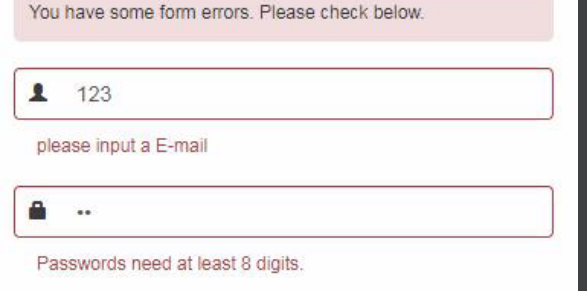 You have some form errors. Please check below.
123
please input a E-mail
••
Passwords need at least 8 digits.